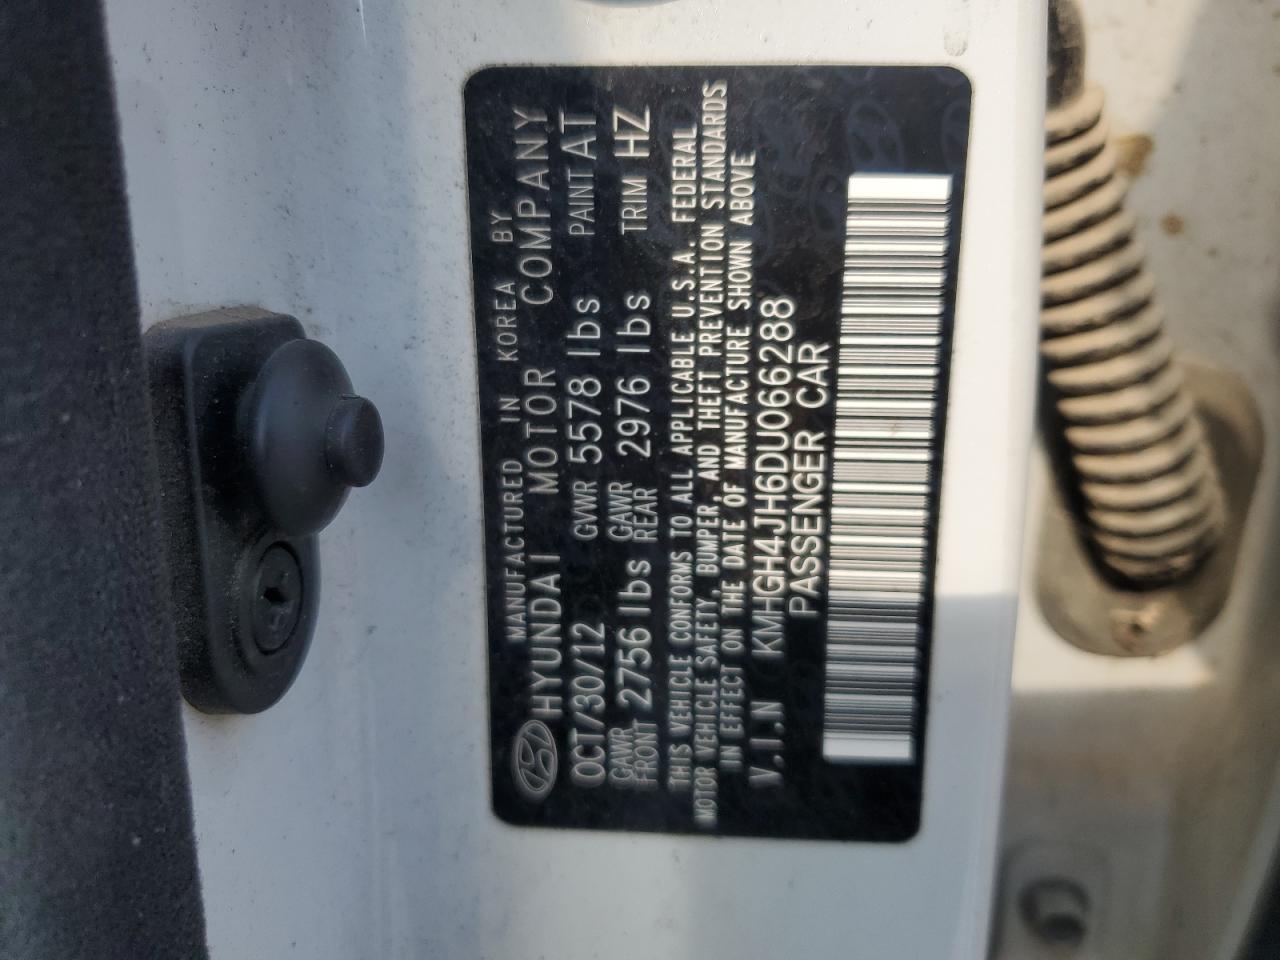 MANUFACTURED IN KOREA BY
HYUNDAI MOTOR COMPANY
OCT/30/12 GVWR 5578 lbs PAINT AT
GAWR FRONT 2756 lbs GAWR REAR 2976 lbs TRIM HZ
THIS VEHICLE CONFORMS TO ALL APPLICABLE U.S.A. FEDERAL
MOTOR VEHICLE SAFETY, BUMPER, AND THEFT PREVENTION STANDARDS
IN EFFECT ON THE DATE OF MANUFACTURE SHOWN ABOVE
V.I.N KMHGH4JH6DU066288
PASSENGER CAR